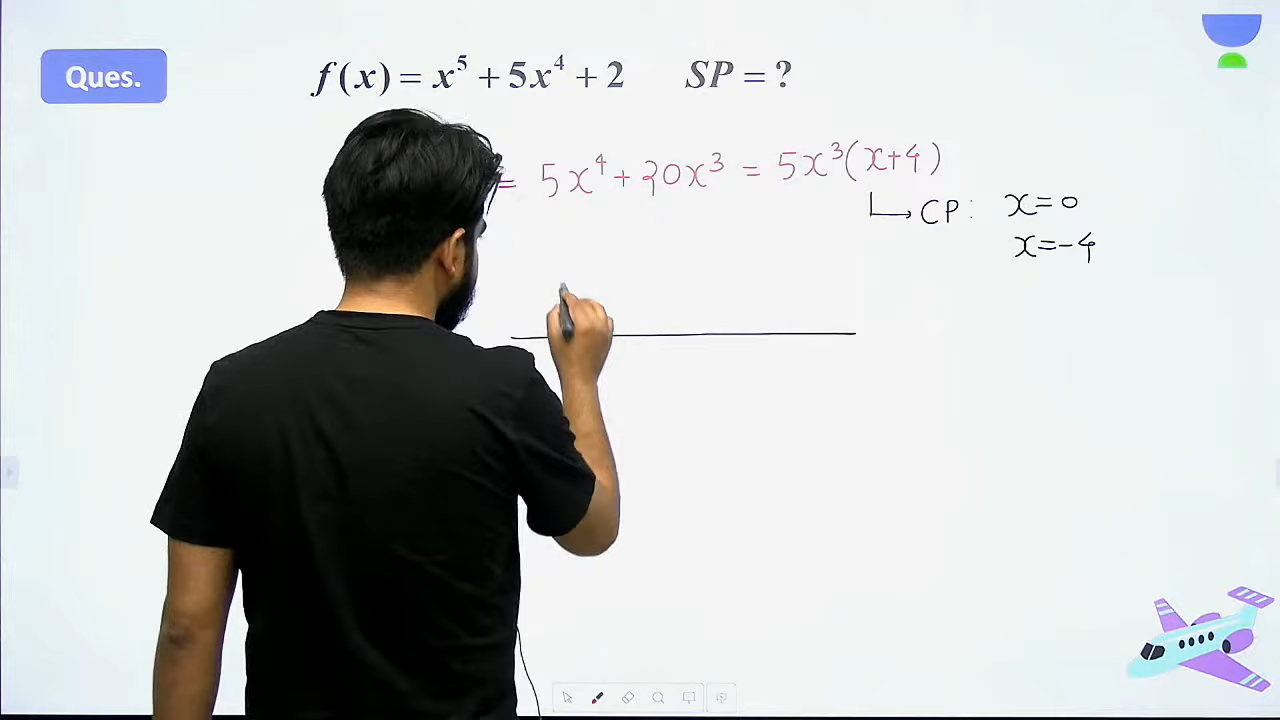 Ques.
f(x) = x⁵ + 5x⁴ + 2 SP = ?
= 5x⁴ + 20x³ = 5x³(x+4)
↳ CP : x=0
x=-4